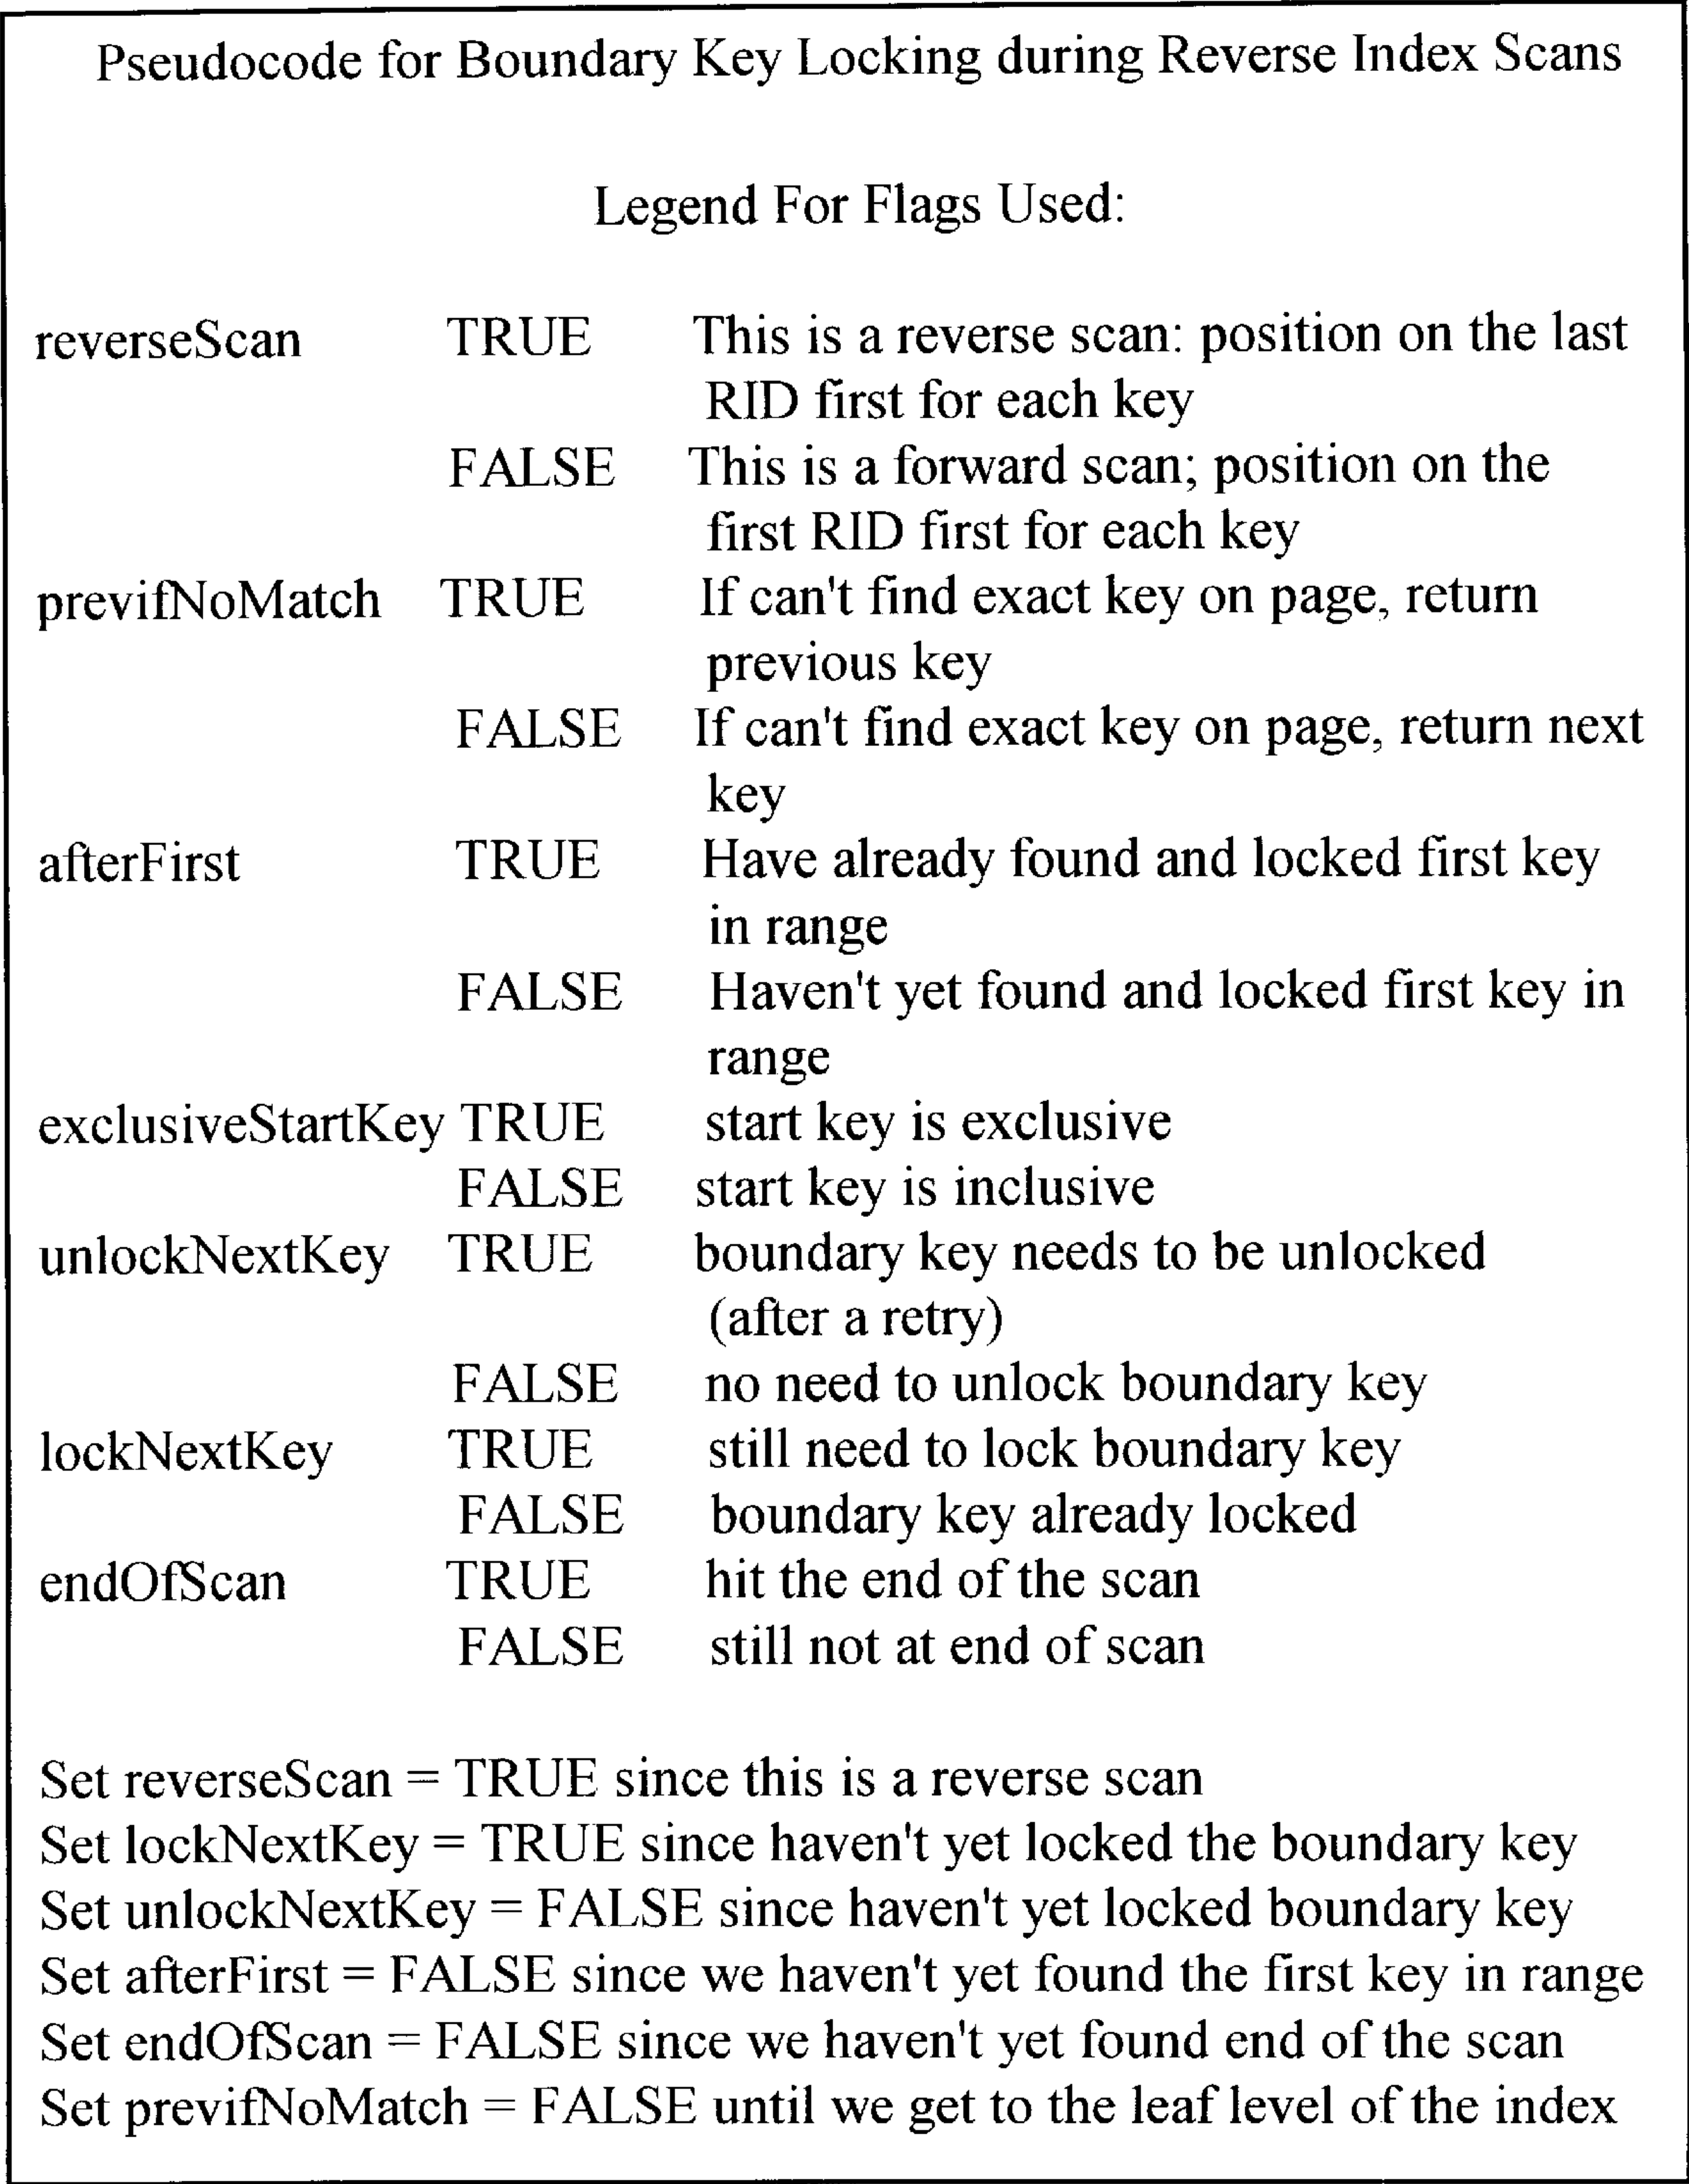 Pseudocode for Boundary Key Locking during Reverse Index Scans
Legend For Flags Used:
reverseScan TRUE This is a reverse scan: position on the last
RID first for each key
FALSE This is a forward scan; position on the
first RID first for each key
previfNoMatch TRUE If can't find exact key on page, return
previous key
FALSE If can't find exact key on page, return next
key
afterFirst TRUE Have already found and locked first key
in range
FALSE Haven't yet found and locked first key in
range
exclusiveStartKey TRUE start key is exclusive
FALSE start key is inclusive
unlockNextKey TRUE boundary key needs to be unlocked
(after a retry)
FALSE no need to unlock boundary key
lockNextKey TRUE still need to lock boundary key
FALSE boundary key already locked
endOfScan TRUE hit the end of the scan
FALSE still not at end of scan
Set reverseScan = TRUE since this is a reverse scan
Set lockNextKey = TRUE since haven't yet locked the boundary key
Set unlockNextKey = FALSE since haven't yet locked boundary key
Set afterFirst = FALSE since we haven't yet found the first key in range
Set endOfScan = FALSE since we haven't yet found end of the scan
Set previfNoMatch = FALSE until we get to the leaf level of the index